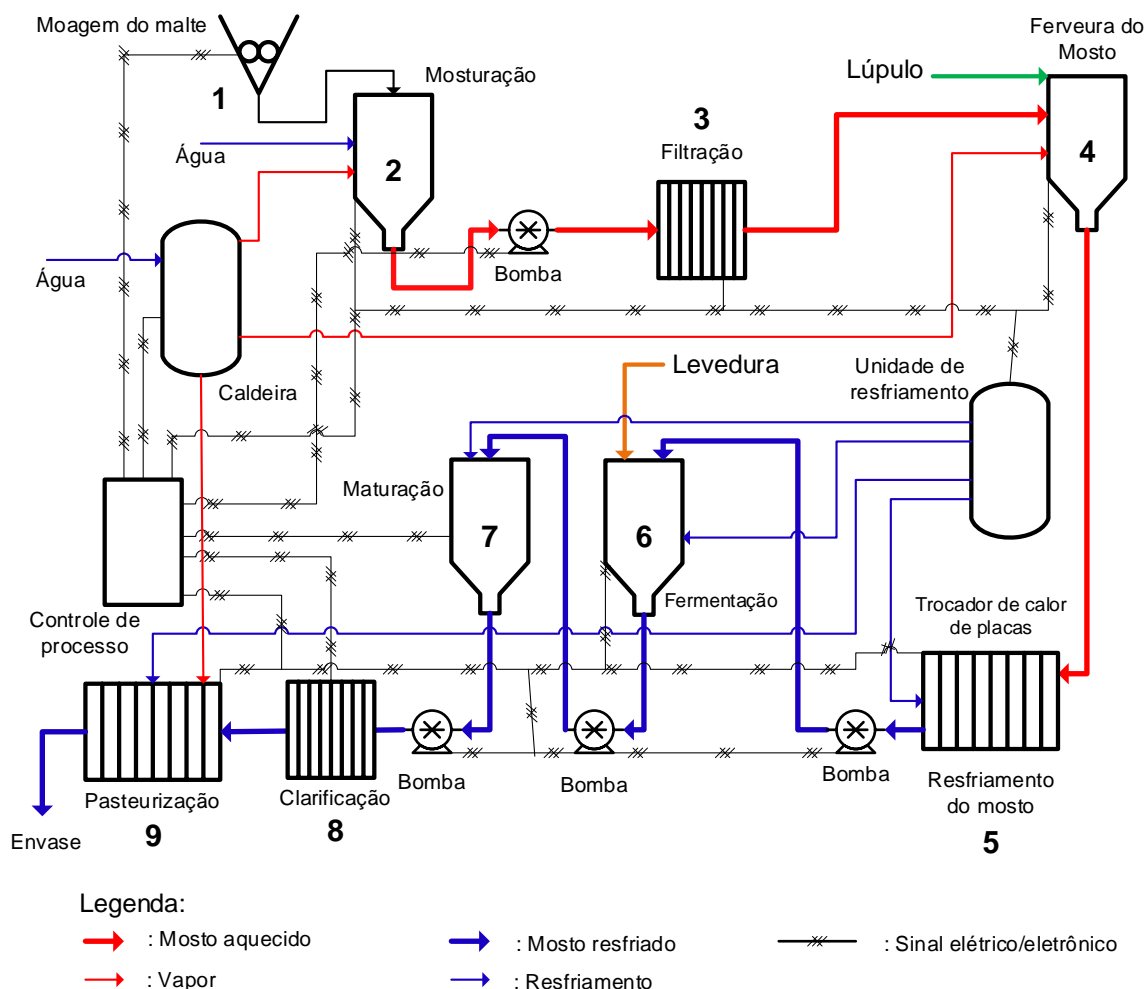 Moagem do malte
1
Mosturação
Ferveura do
Mosto
Lúpulo
3
Filtração
Água
2
4
Bomba
Água
Caldeira
Levedura
Unidade de
resfriamento
Maturação
7
6
Fermentação
Controle de
processo
Trocador de calor
de placas
Bomba
Bomba
Bomba
Pasteurização
9
Clarificação
8
Resfriamento
do mosto
5
Envase
Legenda:
: Mosto aquecido
: Mosto resfriado
: Sinal elétrico/eletrônico
: Vapor
: Resfriamento